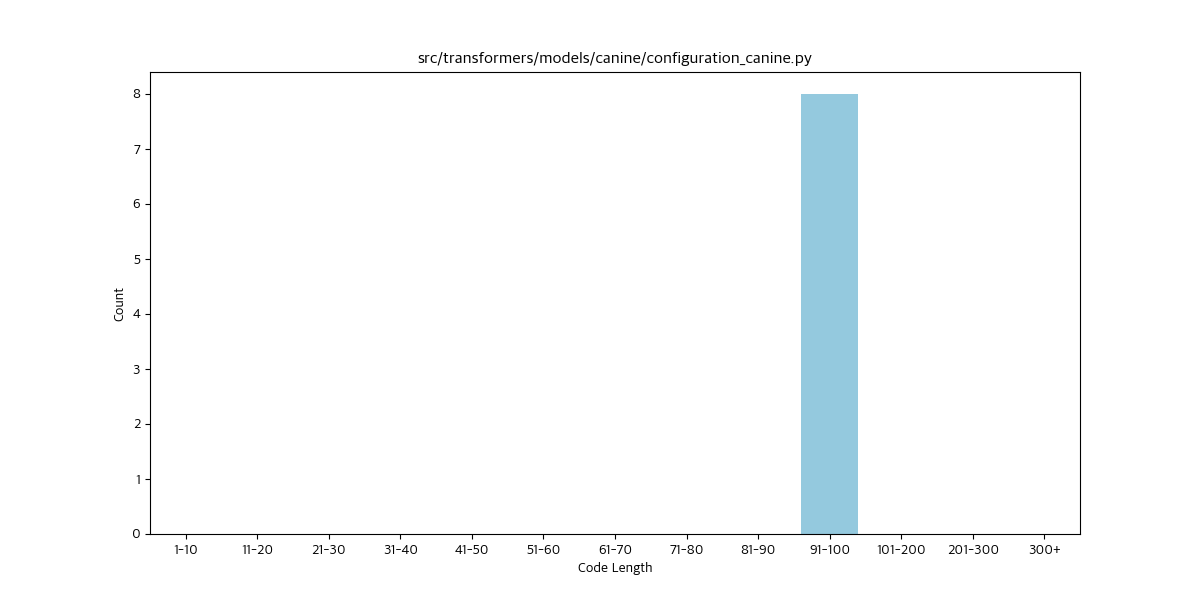 src/transformers/models/canine/configuration_canine.py
8
7
6
5
4
3
2
1
0
Count
1-10 11-20 21-30 31-40 41-50 51-60 61-70 71-80 81-90 91-100 101-200 201-300 300+
Code Length